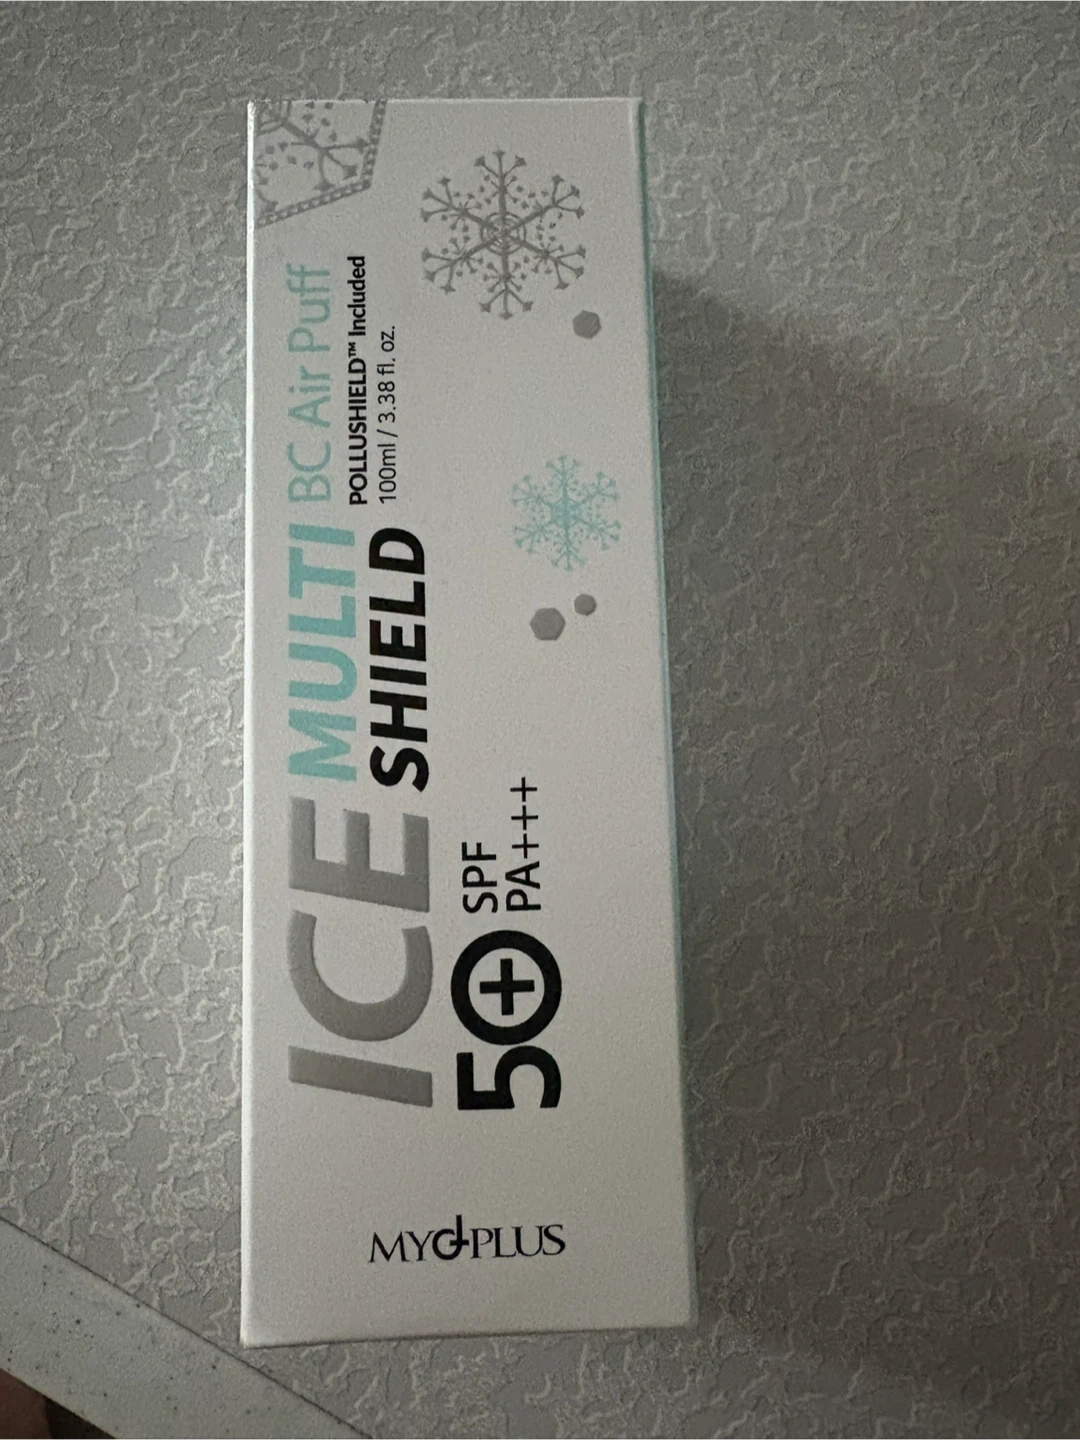 ICE MULTI BC Air Puff
SHIELD
POLLUSHIELD™ Included
100ml / 3.38 fl. oz.
50+ SPF
PA+++
MYdPLUS